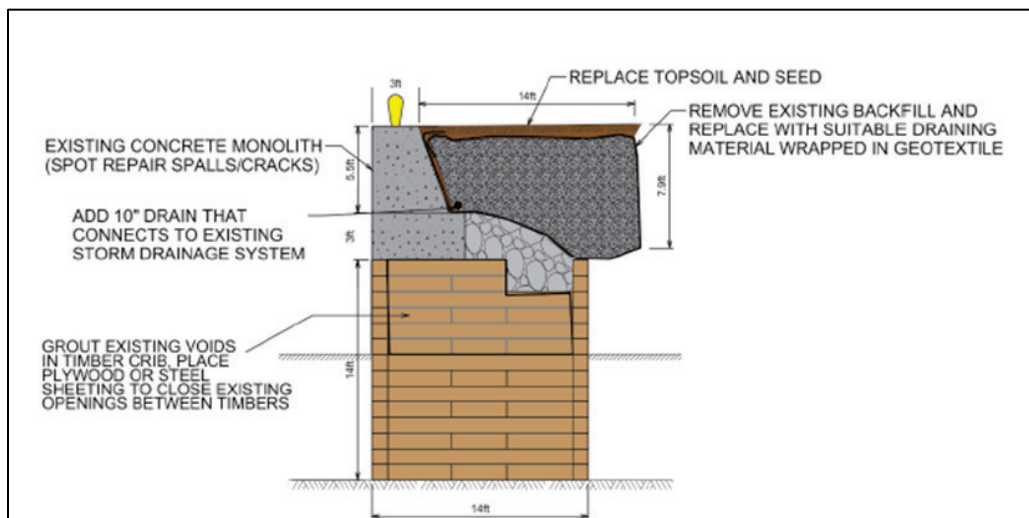 3ft
REPLACE TOPSOIL AND SEED
14ft
REMOVE EXISTING BACKFILL AND
REPLACE WITH SUITABLE DRAINING
MATERIAL WRAPPED IN GEOTEXTILE
EXISTING CONCRETE MONOLITH
(SPOT REPAIR SPALLS/CRACKS)
5.5ft
7.9ft
ADD 10" DRAIN THAT
CONNECTS TO EXISTING
STORM DRAINAGE SYSTEM
3ft
GROUT EXISTING VOIDS
IN TIMBER CRIB, PLACE
PLYWOOD OR STEEL
SHEETING TO CLOSE EXISTING
OPENINGS BETWEEN TIMBERS
14ft
14ft